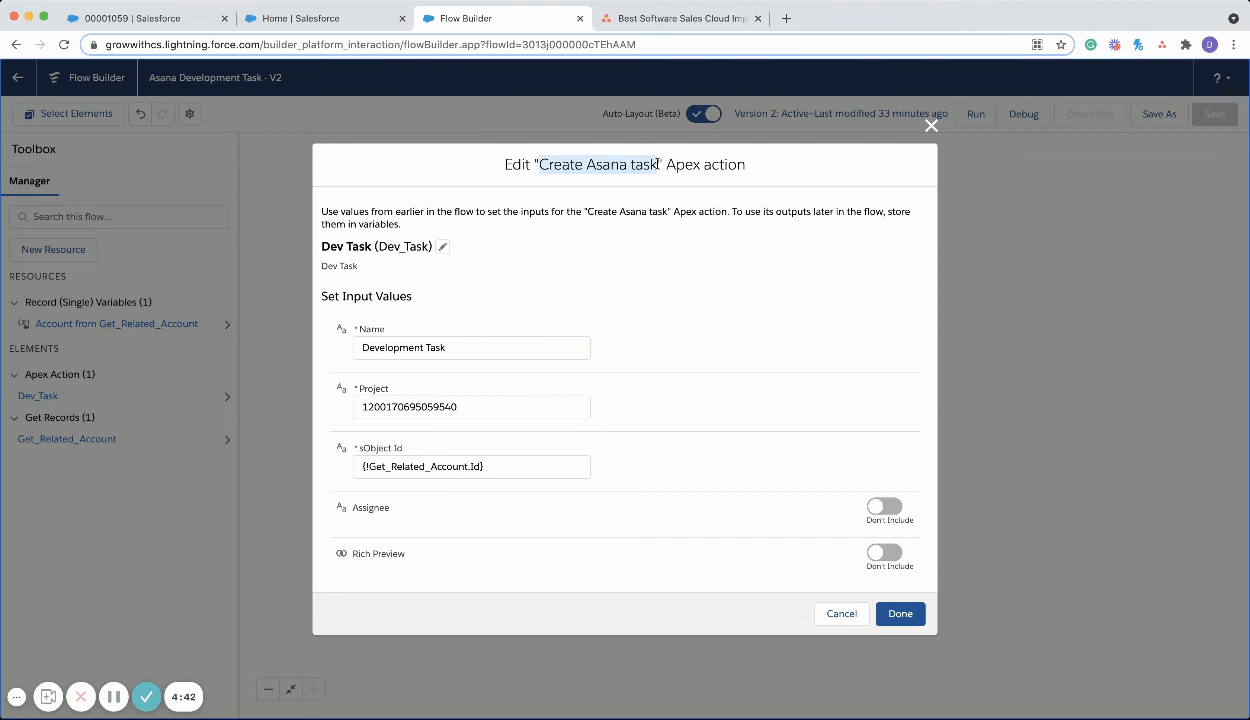 00001059 | Salesforce
Home | Salesforce
Flow Builder
Best Software Sales Cloud Imp
growwithcs.lightning.force.com/builder_platform_interaction/flowBuilder.app?flowId=3013j000000cTEhAAM
D
Flow Builder
Asana Development Task - V2
?
Select Elements
Auto-Layout (Beta)
Version 2: Active—Last modified 33 minutes ago
Run
Debug
Deactivate
Save As
Save
Toolbox
Manager
Search this flow...
New Resource
RESOURCES
Record (Single) Variables (1)
Account from Get_Related_Account
ELEMENTS
Apex Action (1)
Dev_Task
Get Records (1)
Get_Related_Account
Edit "Create Asana task" Apex action
Use values from earlier in the flow to set the inputs for the "Create Asana task" Apex action. To use its outputs later in the flow, store
them in variables.
Dev Task (Dev_Task)
Dev Task
Set Input Values
Aa *Name
Development Task
Aa *Project
1200170695059540
Aa *sObject Id
{!Get_Related_Account.Id}
Aa Assignee
Don't Include
Rich Preview
Don't Include
Cancel
Done
4:42